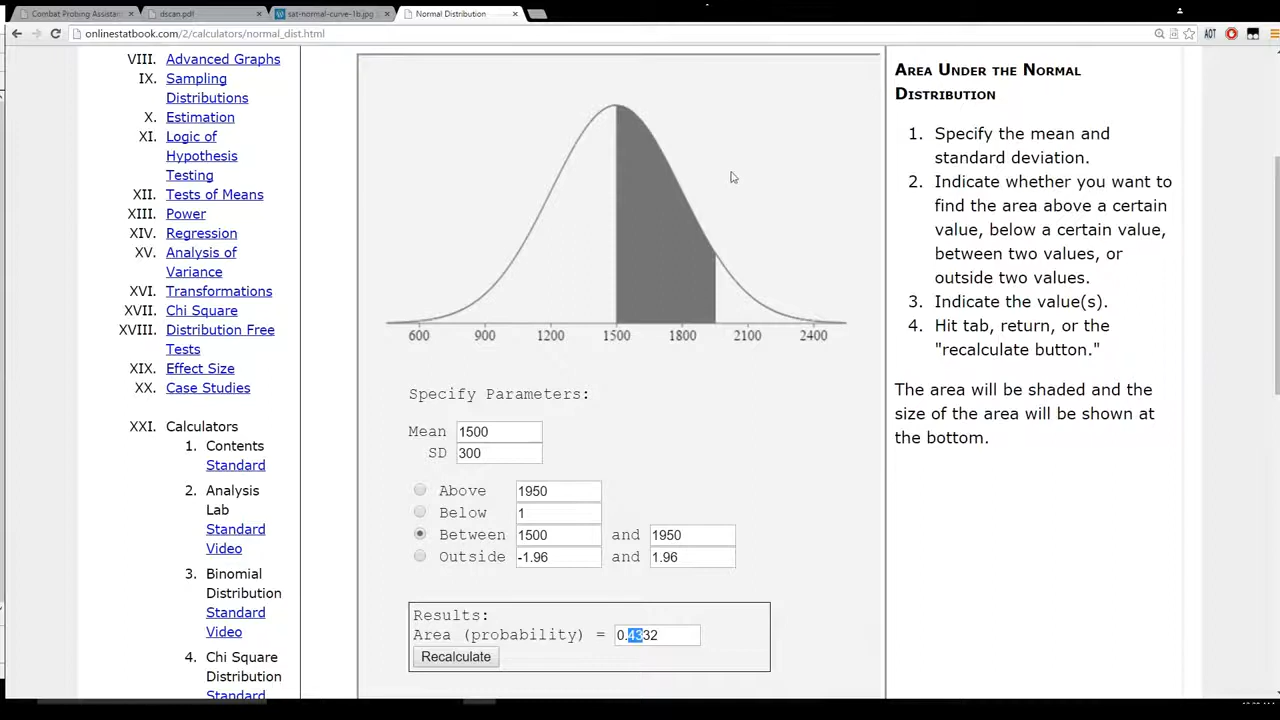 Combat Probing Assistan
dscan.pdf
sat-normal-curve-1b.jpg
Normal Distribution
onlinestatbook.com/2/calculators/normal_dist.html
AOT
VIII. Advanced Graphs
IX. Sampling
Distributions
X. Estimation
XI. Logic of
Hypothesis
Testing
XII. Tests of Means
XIII. Power
XIV. Regression
XV. Analysis of
Variance
XVI. Transformations
XVII. Chi Square
XVIII. Distribution Free
Tests
XIX. Effect Size
XX. Case Studies
XXI. Calculators
1. Contents
Standard
2. Analysis
Lab
Standard
Video
3. Binomial
Distribution
Standard
Video
4. Chi Square
Distribution
Standard
600 900 1200 1500 1800 2100 2400
Specify Parameters:
Mean 1500
SD 300
Above 1950
Below 1
Between 1500 and 1950
Outside -1.96 and 1.96
Results:
Area (probability) = 0.4332
Recalculate
Area Under the Normal
Distribution
1. Specify the mean and
standard deviation.
2. Indicate whether you want to
find the area above a certain
value, below a certain value,
between two values, or
outside two values.
3. Indicate the value(s).
4. Hit tab, return, or the
"recalculate button."
The area will be shaded and the
size of the area will be shown at
the bottom.